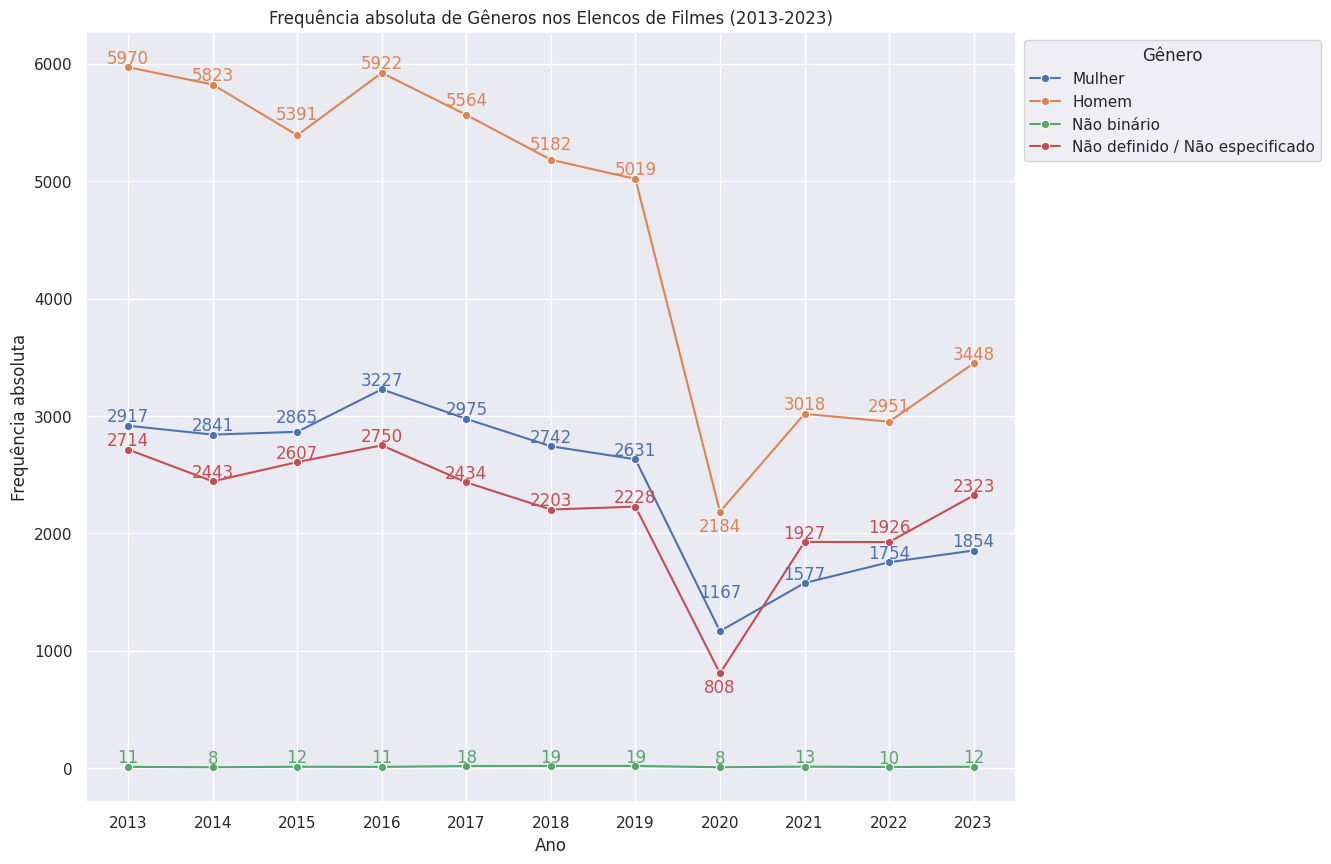 Frequência absoluta de Gêneros nos Elencos de Filmes (2013-2023)
Gênero
Mulher
Homem
Não binário
Não definido / Não especificado
Frequência absoluta
6000
5000
4000
3000
2000
1000
0
5970 5823 5391 5922 5564 5182 5019 2184 3018 2951 3448
2917 2841 2865 3227 2975 2742 2631 1167 1577 1754 1854
2714 2443 2607 2750 2434 2203 2228 808 1927 1926 2323
11 8 12 11 18 19 19 8 13 10 12
2013 2014 2015 2016 2017 2018 2019 2020 2021 2022 2023
Ano